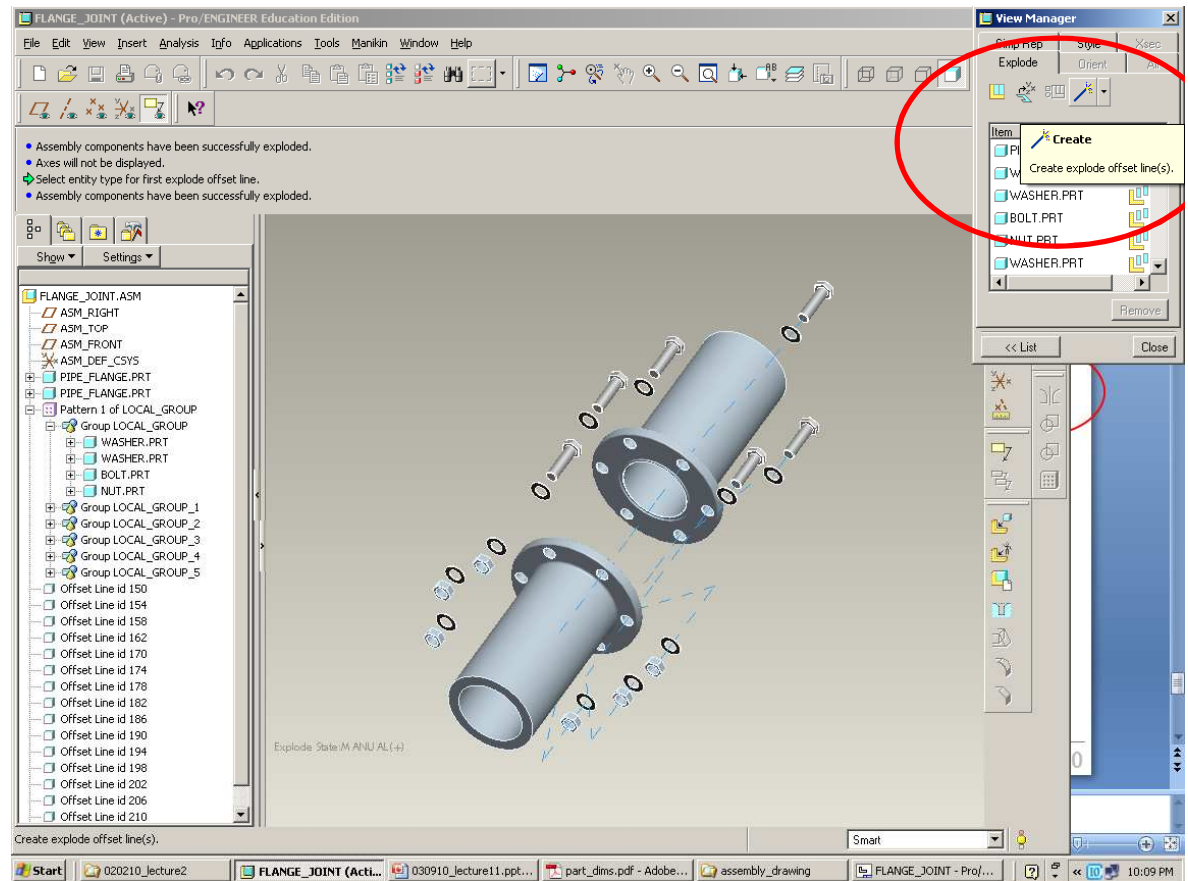 FLANGE_JOINT (Active) - Pro/ENGINEER Education Edition
File Edit View Insert Analysis Info Applications Tools Manikin Window Help
Assembly components have been successfully exploded.
Axes will not be displayed.
Select entity type for first explode offset line.
Assembly components have been successfully exploded.
Show Settings
FLANGE_JOINT.ASM
ASM_RIGHT
ASM_TOP
ASM_FRONT
ASM_DEF_CSYS
PIPE_FLANGE.PRT
PIPE_FLANGE.PRT
Pattern 1 of LOCAL_GROUP
Group LOCAL_GROUP
WASHER.PRT
WASHER.PRT
BOLT.PRT
NUT.PRT
Group LOCAL_GROUP_1
Group LOCAL_GROUP_2
Group LOCAL_GROUP_3
Group LOCAL_GROUP_4
Group LOCAL_GROUP_5
Offset Line id 150
Offset Line id 154
Offset Line id 158
Offset Line id 162
Offset Line id 170
Offset Line id 174
Offset Line id 178
Offset Line id 182
Offset Line id 186
Offset Line id 190
Offset Line id 194
Offset Line id 198
Offset Line id 202
Offset Line id 206
Offset Line id 210
Explode State:MANUAL(+)
View Manager
Simp Rep Style Xsec
Explode Orient All
Item
Create
Create explode offset line(s).
PI
W
WASHER.PRT
BOLT.PRT
NUT.PRT
WASHER.PRT
Remove
<< List Close
0
Create explode offset line(s).
Smart
Start 020210_lecture2 FLANGE_JOINT (Acti... 030910_lecture11.ppt... part_dims.pdf - Adobe... assembly_drawing FLANGE_JOINT - Pro/... 10:09 PM